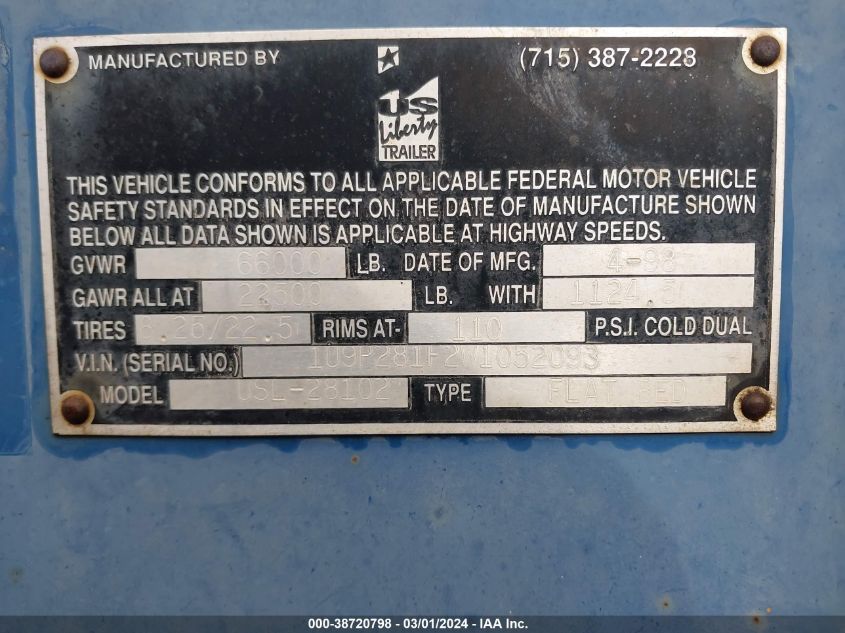 MANUFACTURED BY (715) 387-2228
US
Liberty
TRAILER
THIS VEHICLE CONFORMS TO ALL APPLICABLE FEDERAL MOTOR VEHICLE
SAFETY STANDARDS IN EFFECT ON THE DATE OF MANUFACTURE SHOWN
BELOW ALL DATA SHOWN IS APPLICABLE AT HIGHWAY SPEEDS.
GVWR 66000 LB. DATE OF MFG. 4-98
GAWR ALL AT 22500 LB. WITH
TIRES RIMS AT- 110 P.S.I. COLD DUAL
V.I.N. (SERIAL NO.) 1U9P281F2W1052093
MODEL USL-28102 TYPE FLAT BED
000-38720798 - 03/01/2024 - IAA Inc.